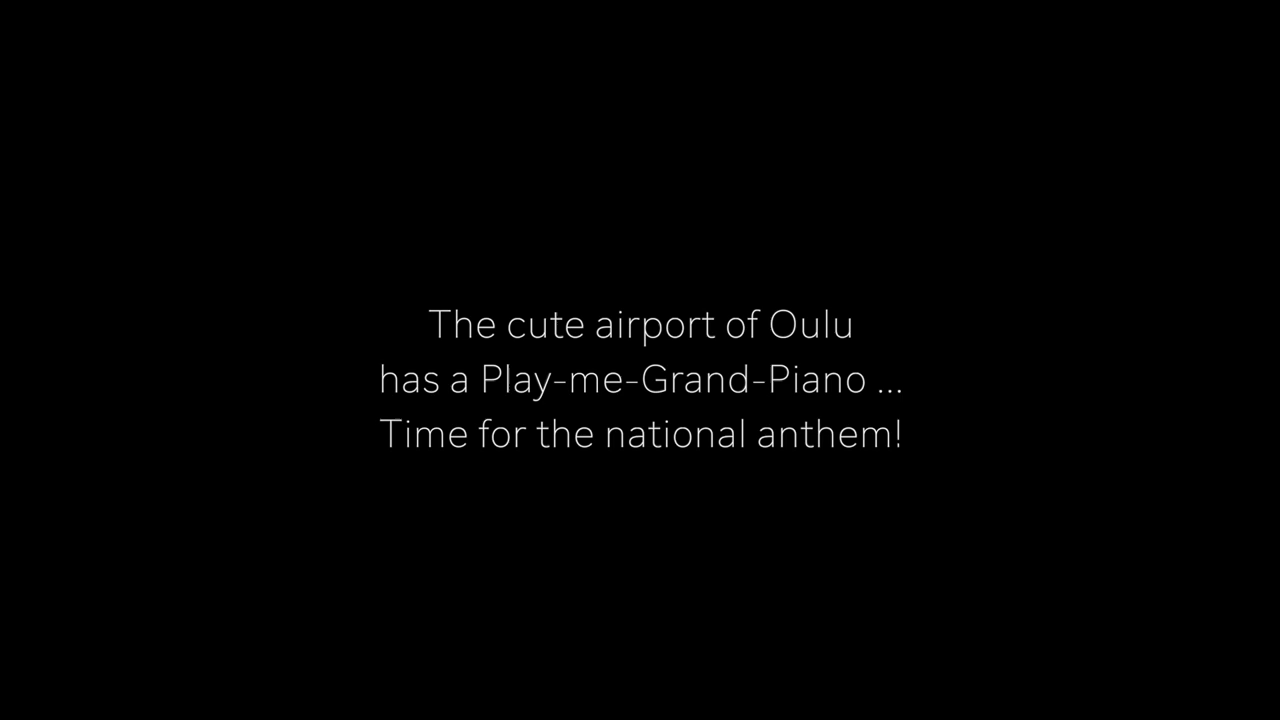 The cute airport of Oulu
has a Play-me-Grand-Piano ...
Time for the national anthem!